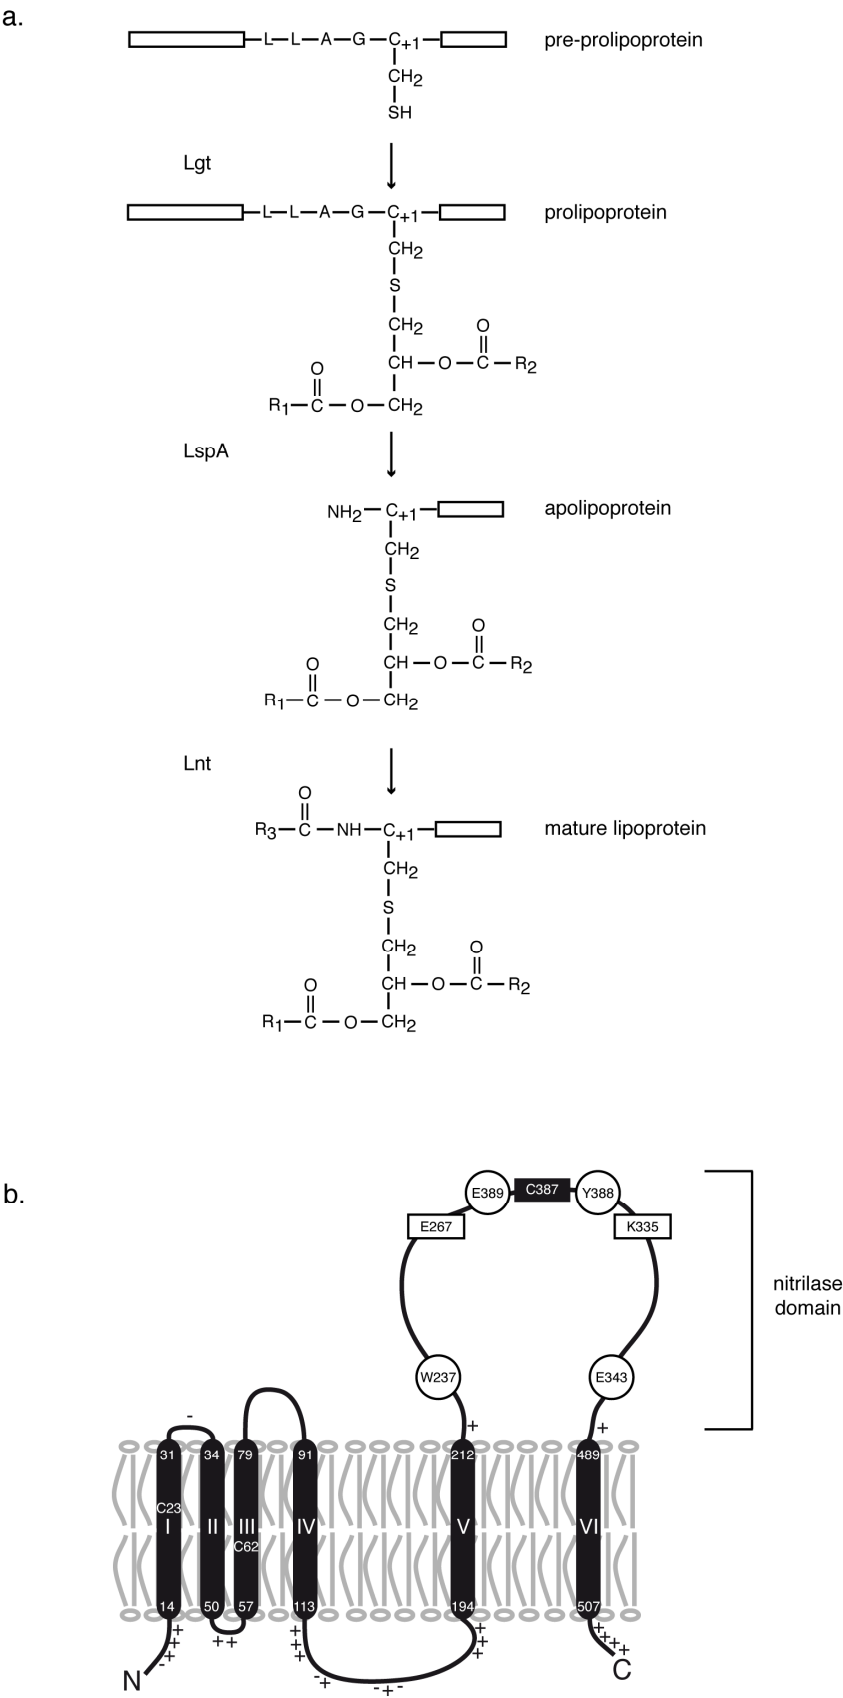 a.
L L A G C+1 pre-prolipoprotein
CH2
SH
Lgt
L L A G C+1 prolipoprotein
CH2
S
CH2
O
CH O C R2
O
R1 C O CH2
LspA
NH2 C+1 apolipoprotein
CH2
S
CH2
O
CH O C R2
O
R1 C O CH2
Lnt
O
R3 C NH C+1 mature lipoprotein
CH2
S
CH2
O
CH O C R2
O
R1 C O CH2
b.
E389 C387 Y388
E267 K335
nitrilase
domain
W237 E343
- + +
31 34 79 91 212 489
C23
I II III IV V VI
C62
14 50 57 113 194 507
+ + + + + + + + + + + + + + +
- + - + - + -
N C